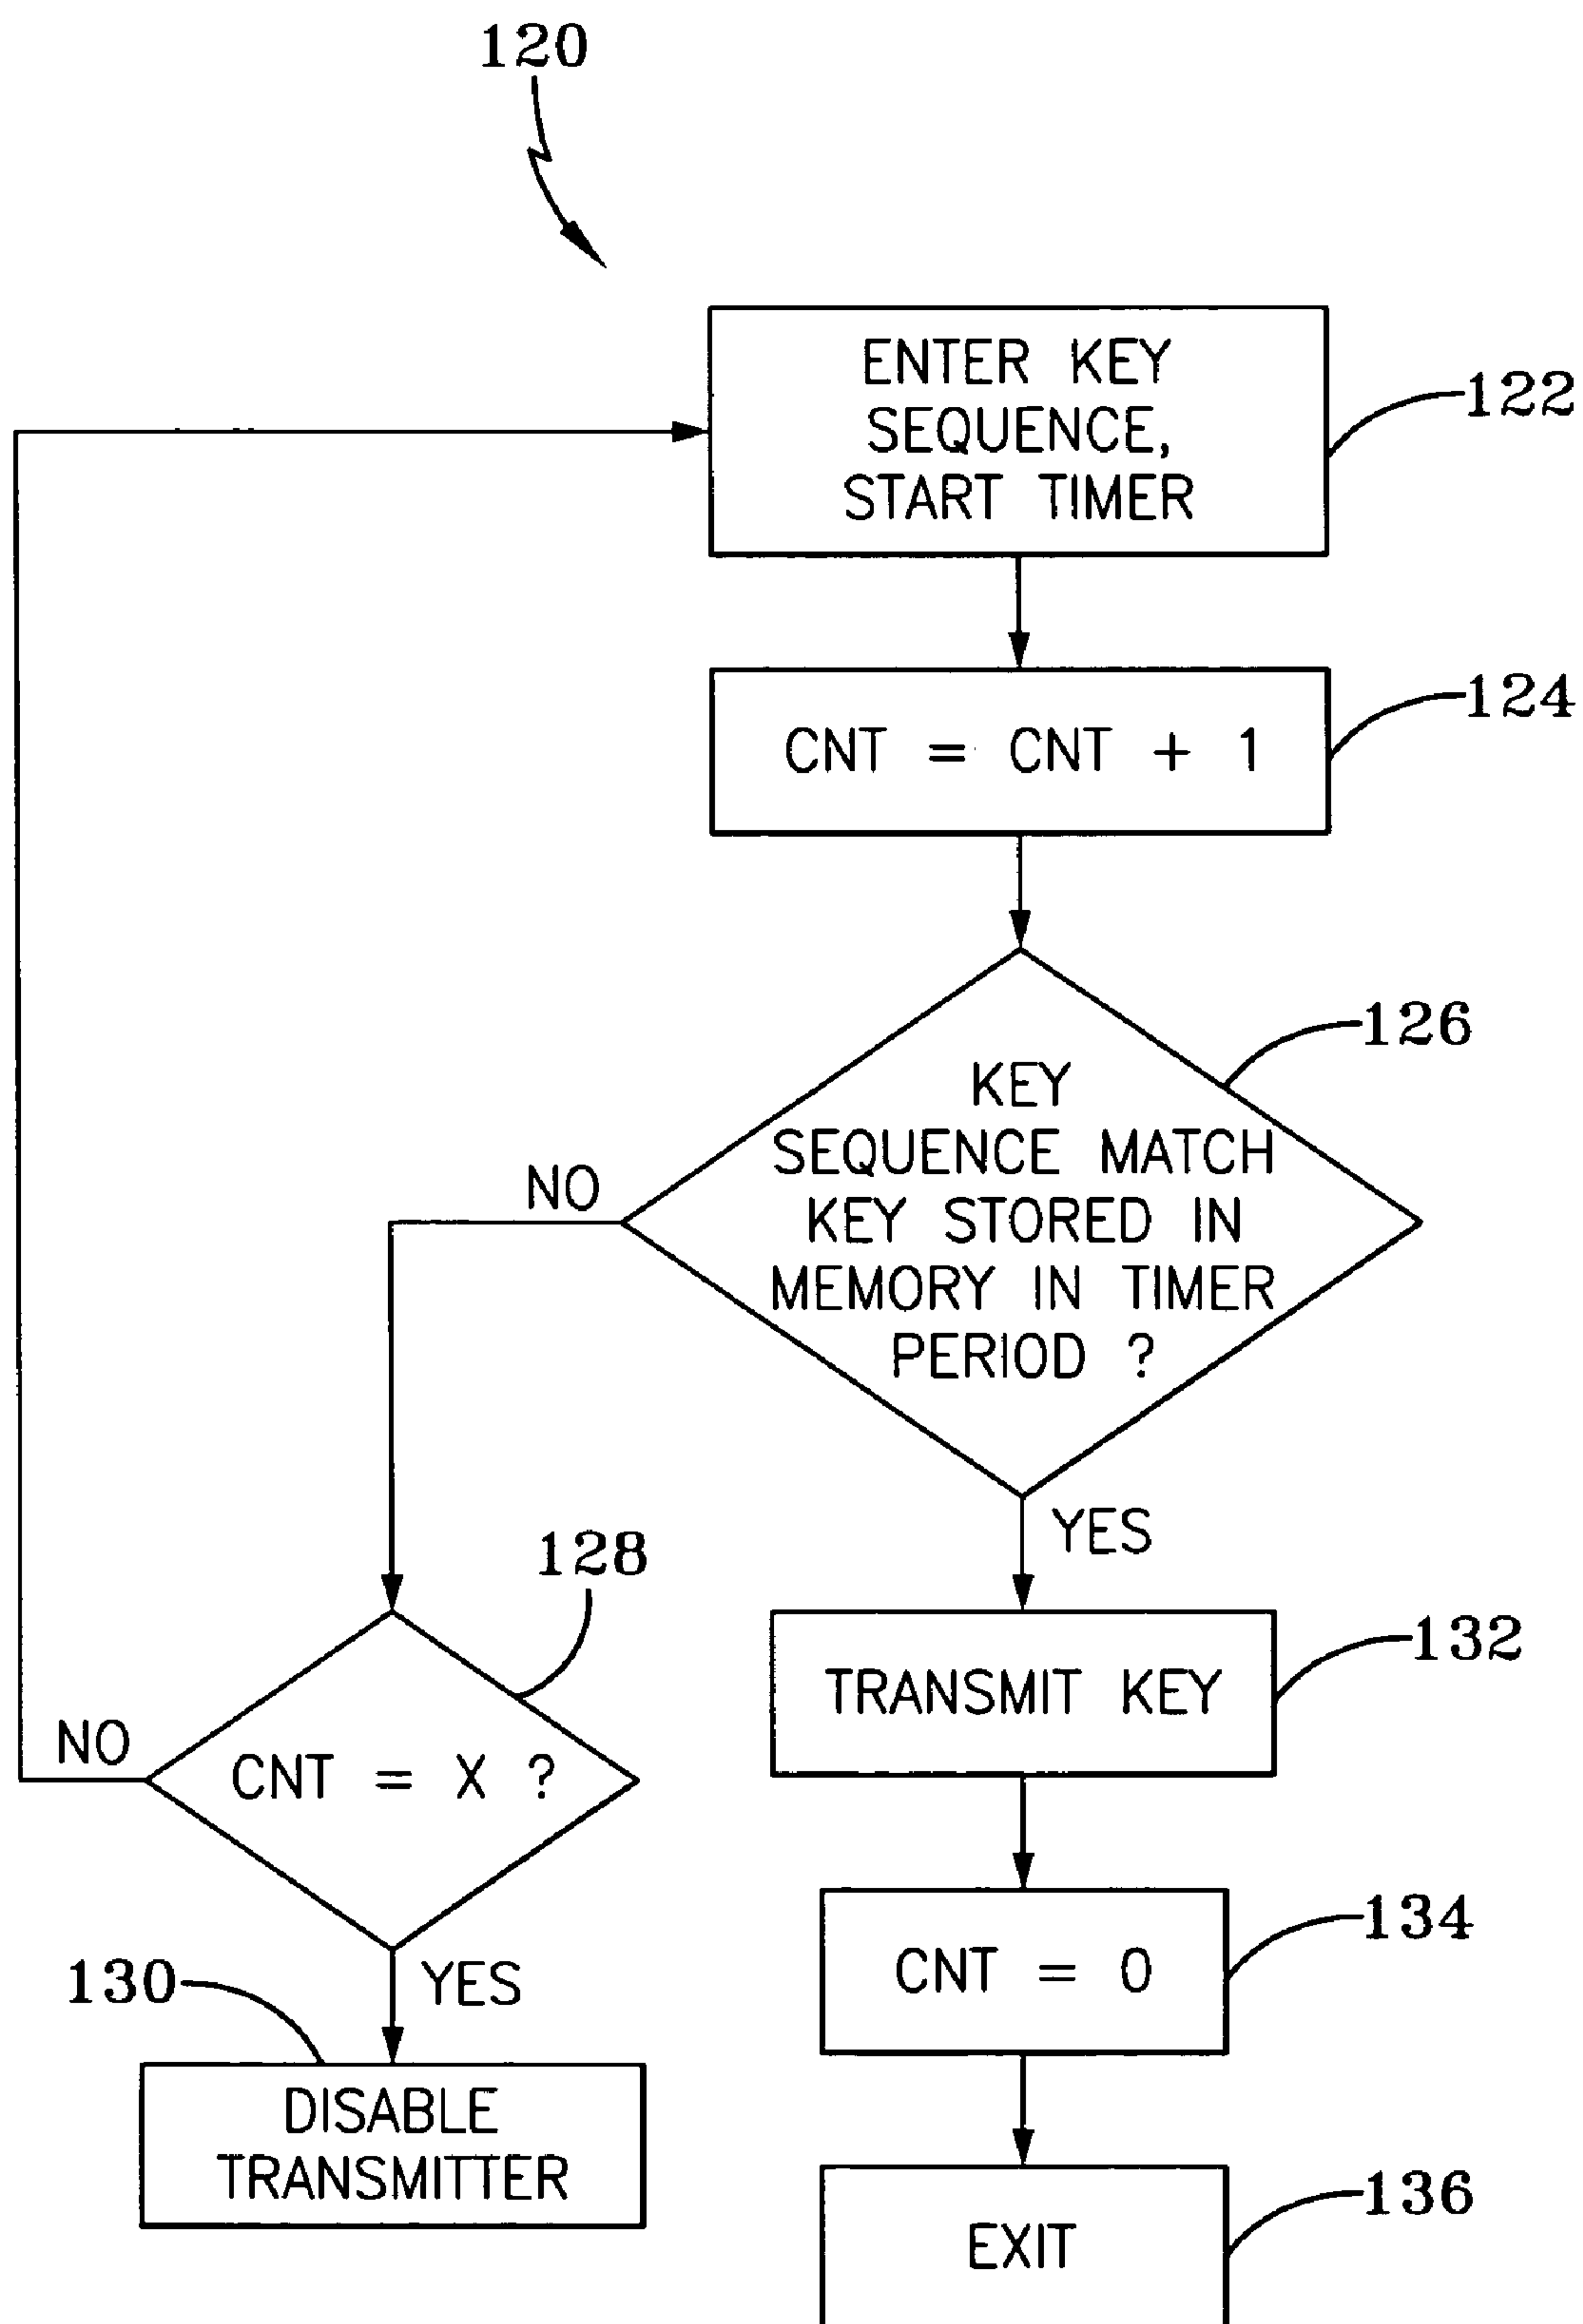 120
ENTER KEY
SEQUENCE,
START TIMER
122
CNT = CNT + 1
124
126
KEY
SEQUENCE MATCH
KEY STORED IN
MEMORY IN TIMER
PERIOD ?
NO
YES
128
CNT = X ?
NO
YES
130
DISABLE
TRANSMITTER
TRANSMIT KEY
132
CNT = 0
134
EXIT
136